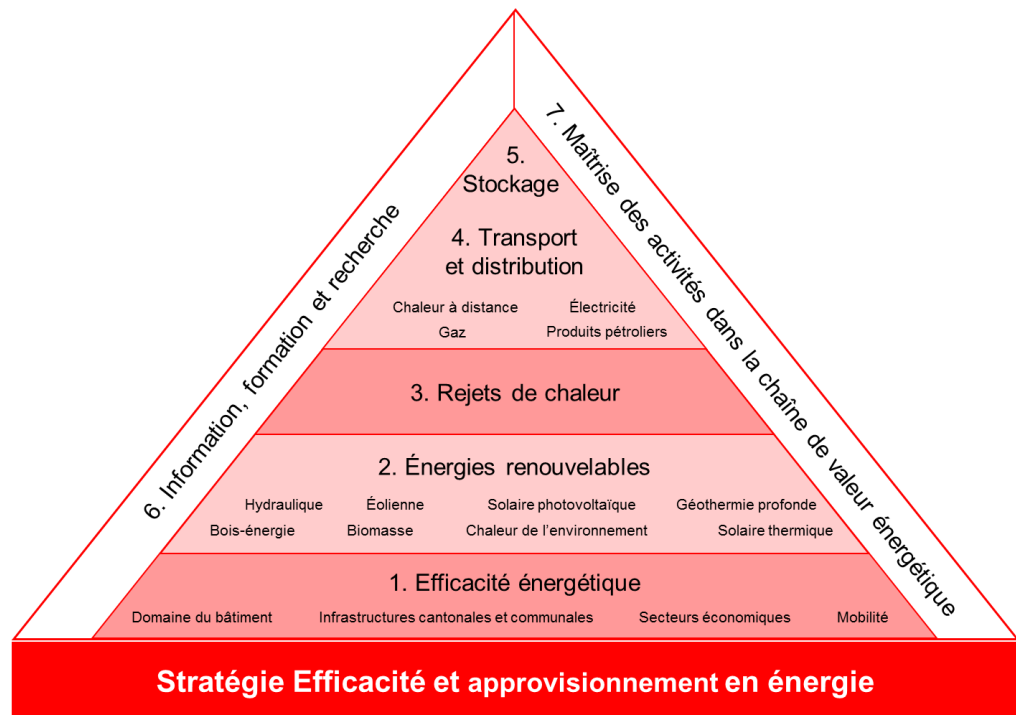 5.
Stockage
4. Transport
et distribution
Chaleur à distance Électricité
Gaz Produits pétroliers
3. Rejets de chaleur
2. Énergies renouvelables
Hydraulique Éolienne Solaire photovoltaïque Géothermie profonde
Bois-énergie Biomasse Chaleur de l’environnement Solaire thermique
1. Efficacité énergétique
Domaine du bâtiment Infrastructures cantonales et communales Secteurs économiques Mobilité
6. Information, formation et recherche
7. Maîtrise des activités dans la chaîne de valeur énergétique
Stratégie Efficacité et approvisionnement en énergie